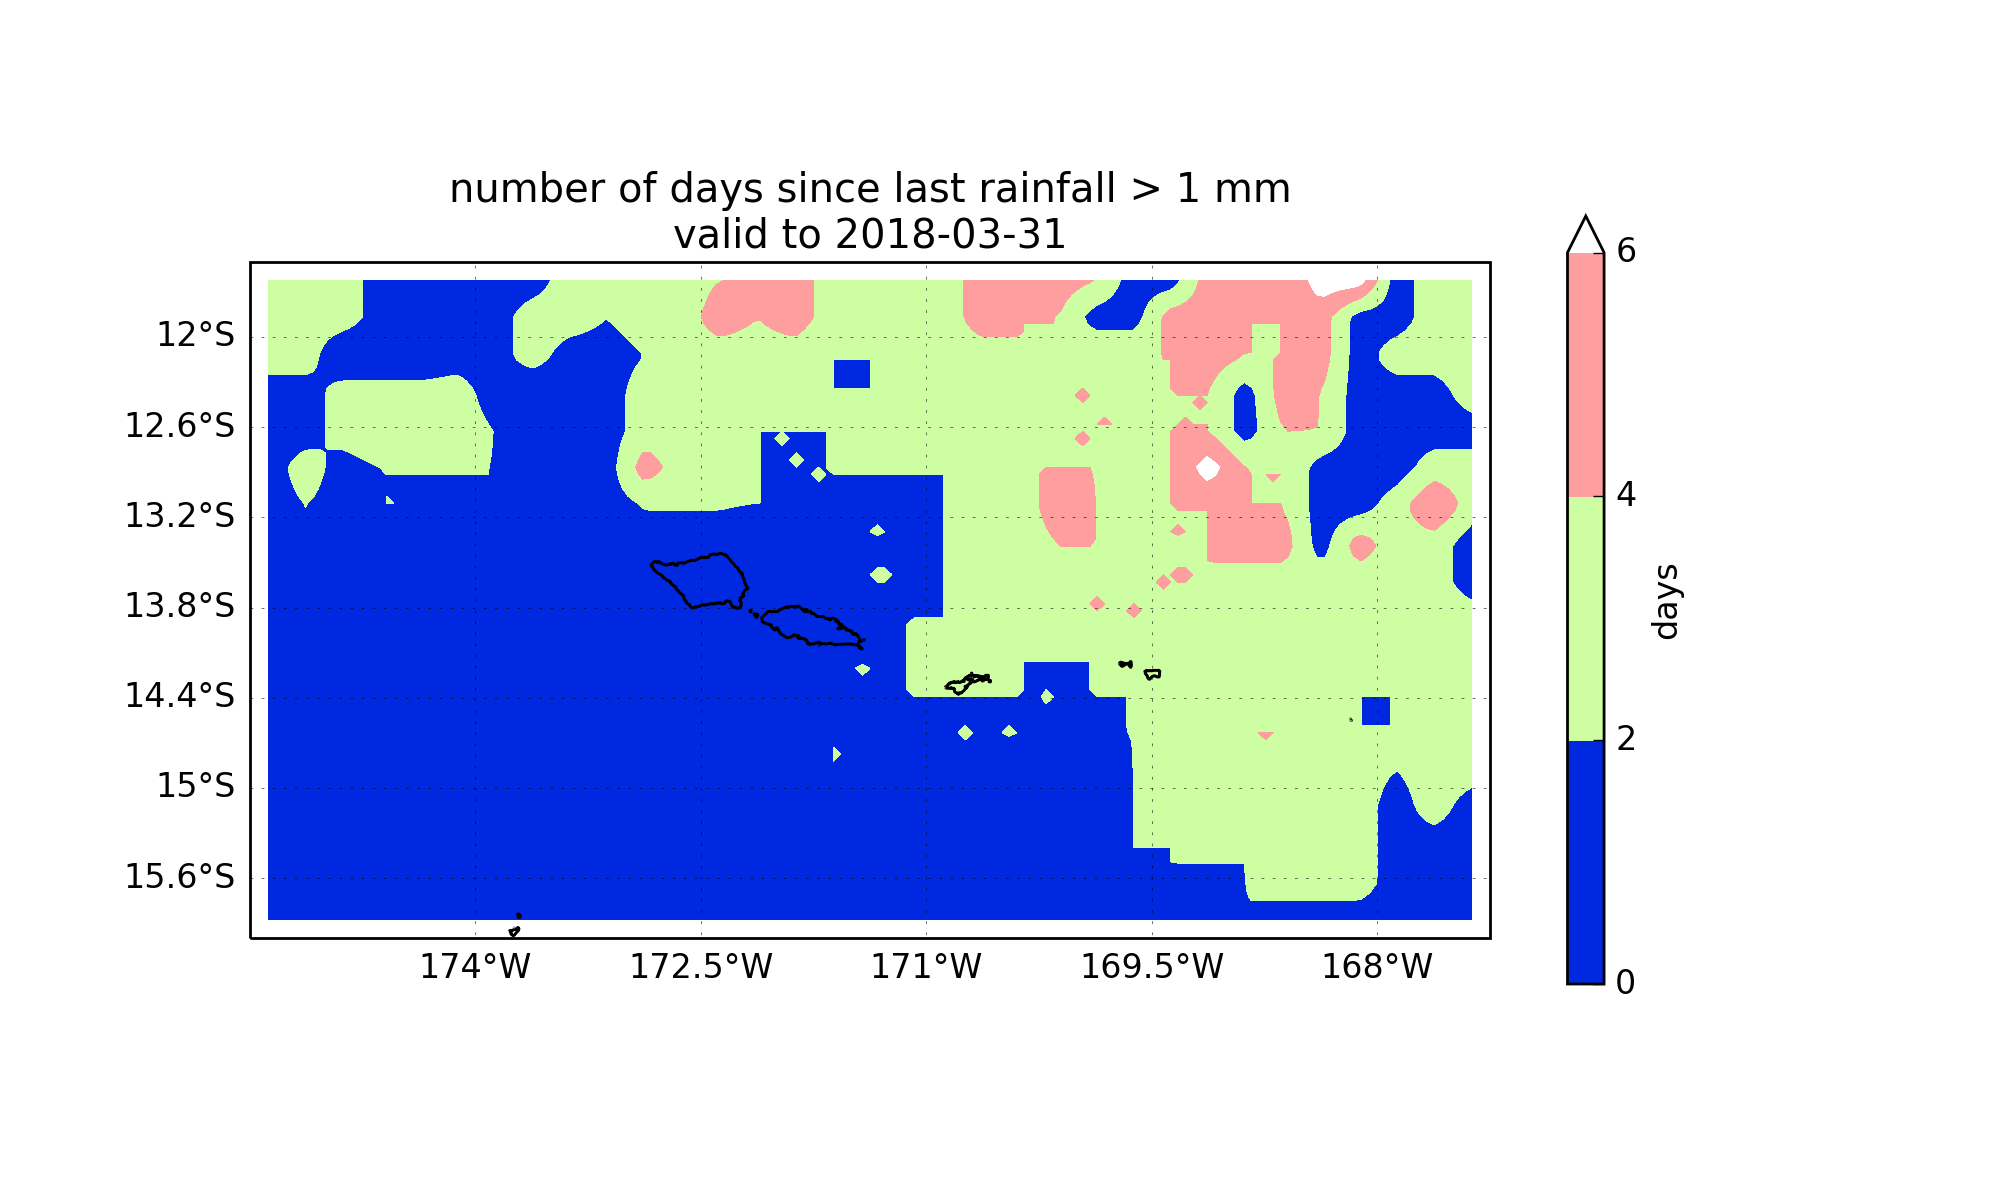 number of days since last rainfall > 1 mm
valid to 2018-03-31
12°S
12.6°S
13.2°S
13.8°S
14.4°S
15°S
15.6°S
174°W
172.5°W
171°W
169.5°W
168°W
6
4
2
0
days